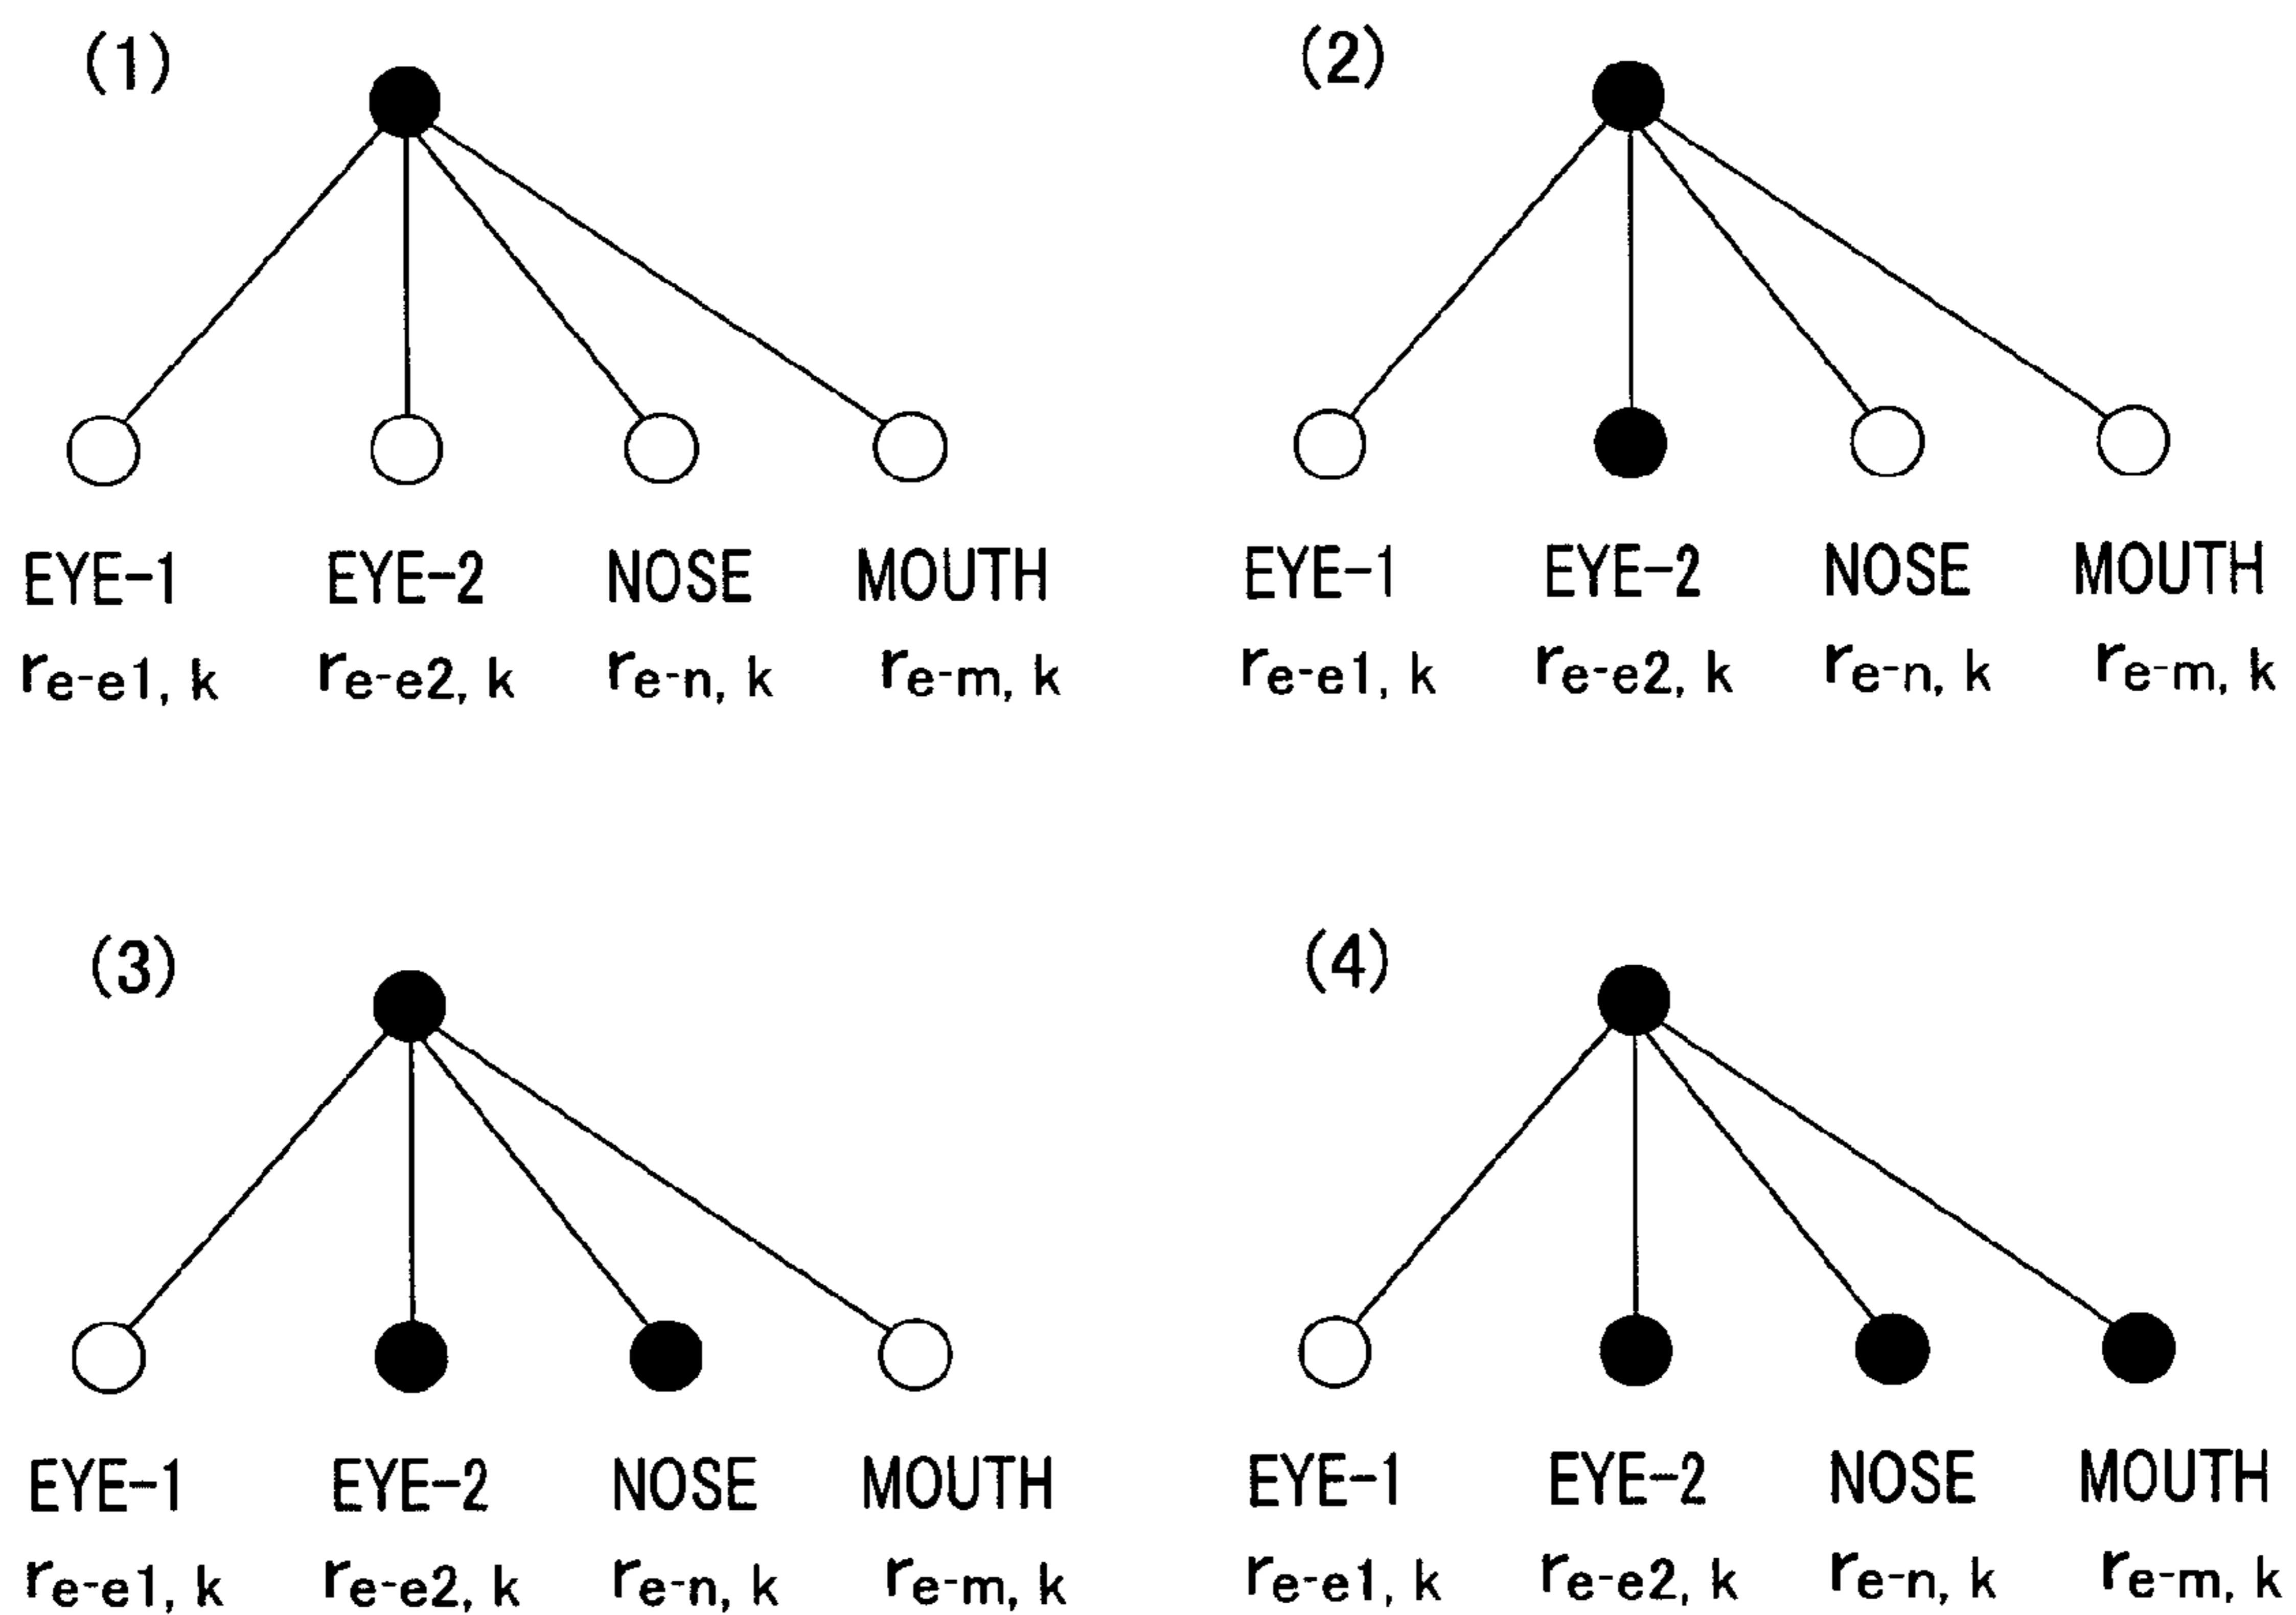 (1)
EYE-1 EYE-2 NOSE MOUTH
re-e1, k re-e2, k re-n, k re-m, k
(2)
EYE-1 EYE-2 NOSE MOUTH
re-e1, k re-e2, k re-n, k re-m, k
(3)
EYE-1 EYE-2 NOSE MOUTH
re-e1, k re-e2, k re-n, k re-m, k
(4)
EYE-1 EYE-2 NOSE MOUTH
re-e1, k re-e2, k re-n, k re-m, k